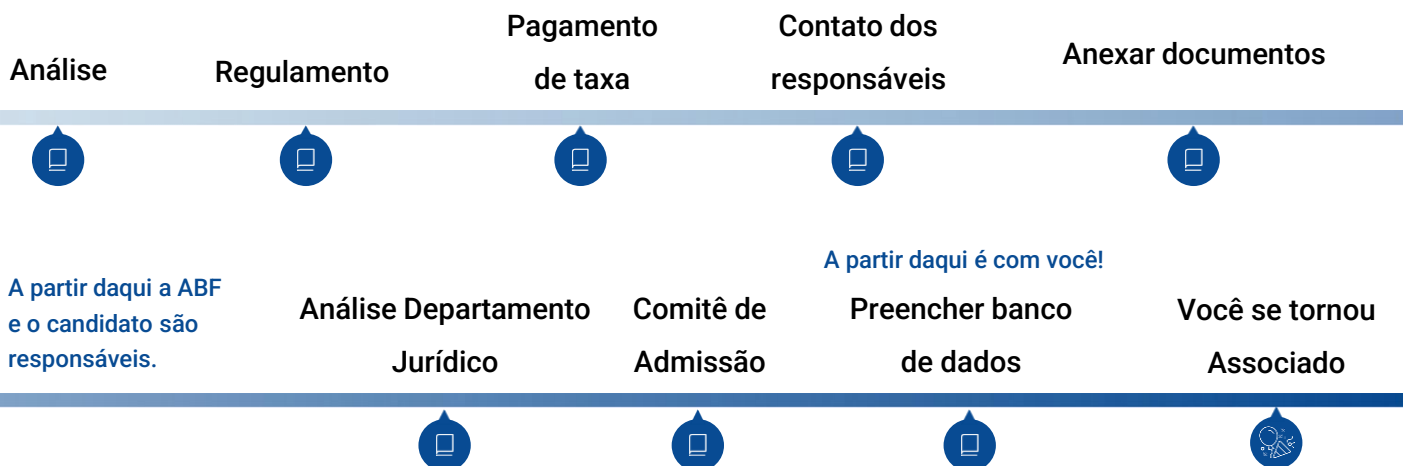 Análise
Regulamento
Pagamento
de taxa
Contato dos
responsáveis
Anexar documentos
A partir daqui a ABF
e o candidato são
responsáveis.
Análise Departamento
Jurídico
Comitê de
Admissão
A partir daqui é com você!
Preencher banco
de dados
Você se tornou
Associado